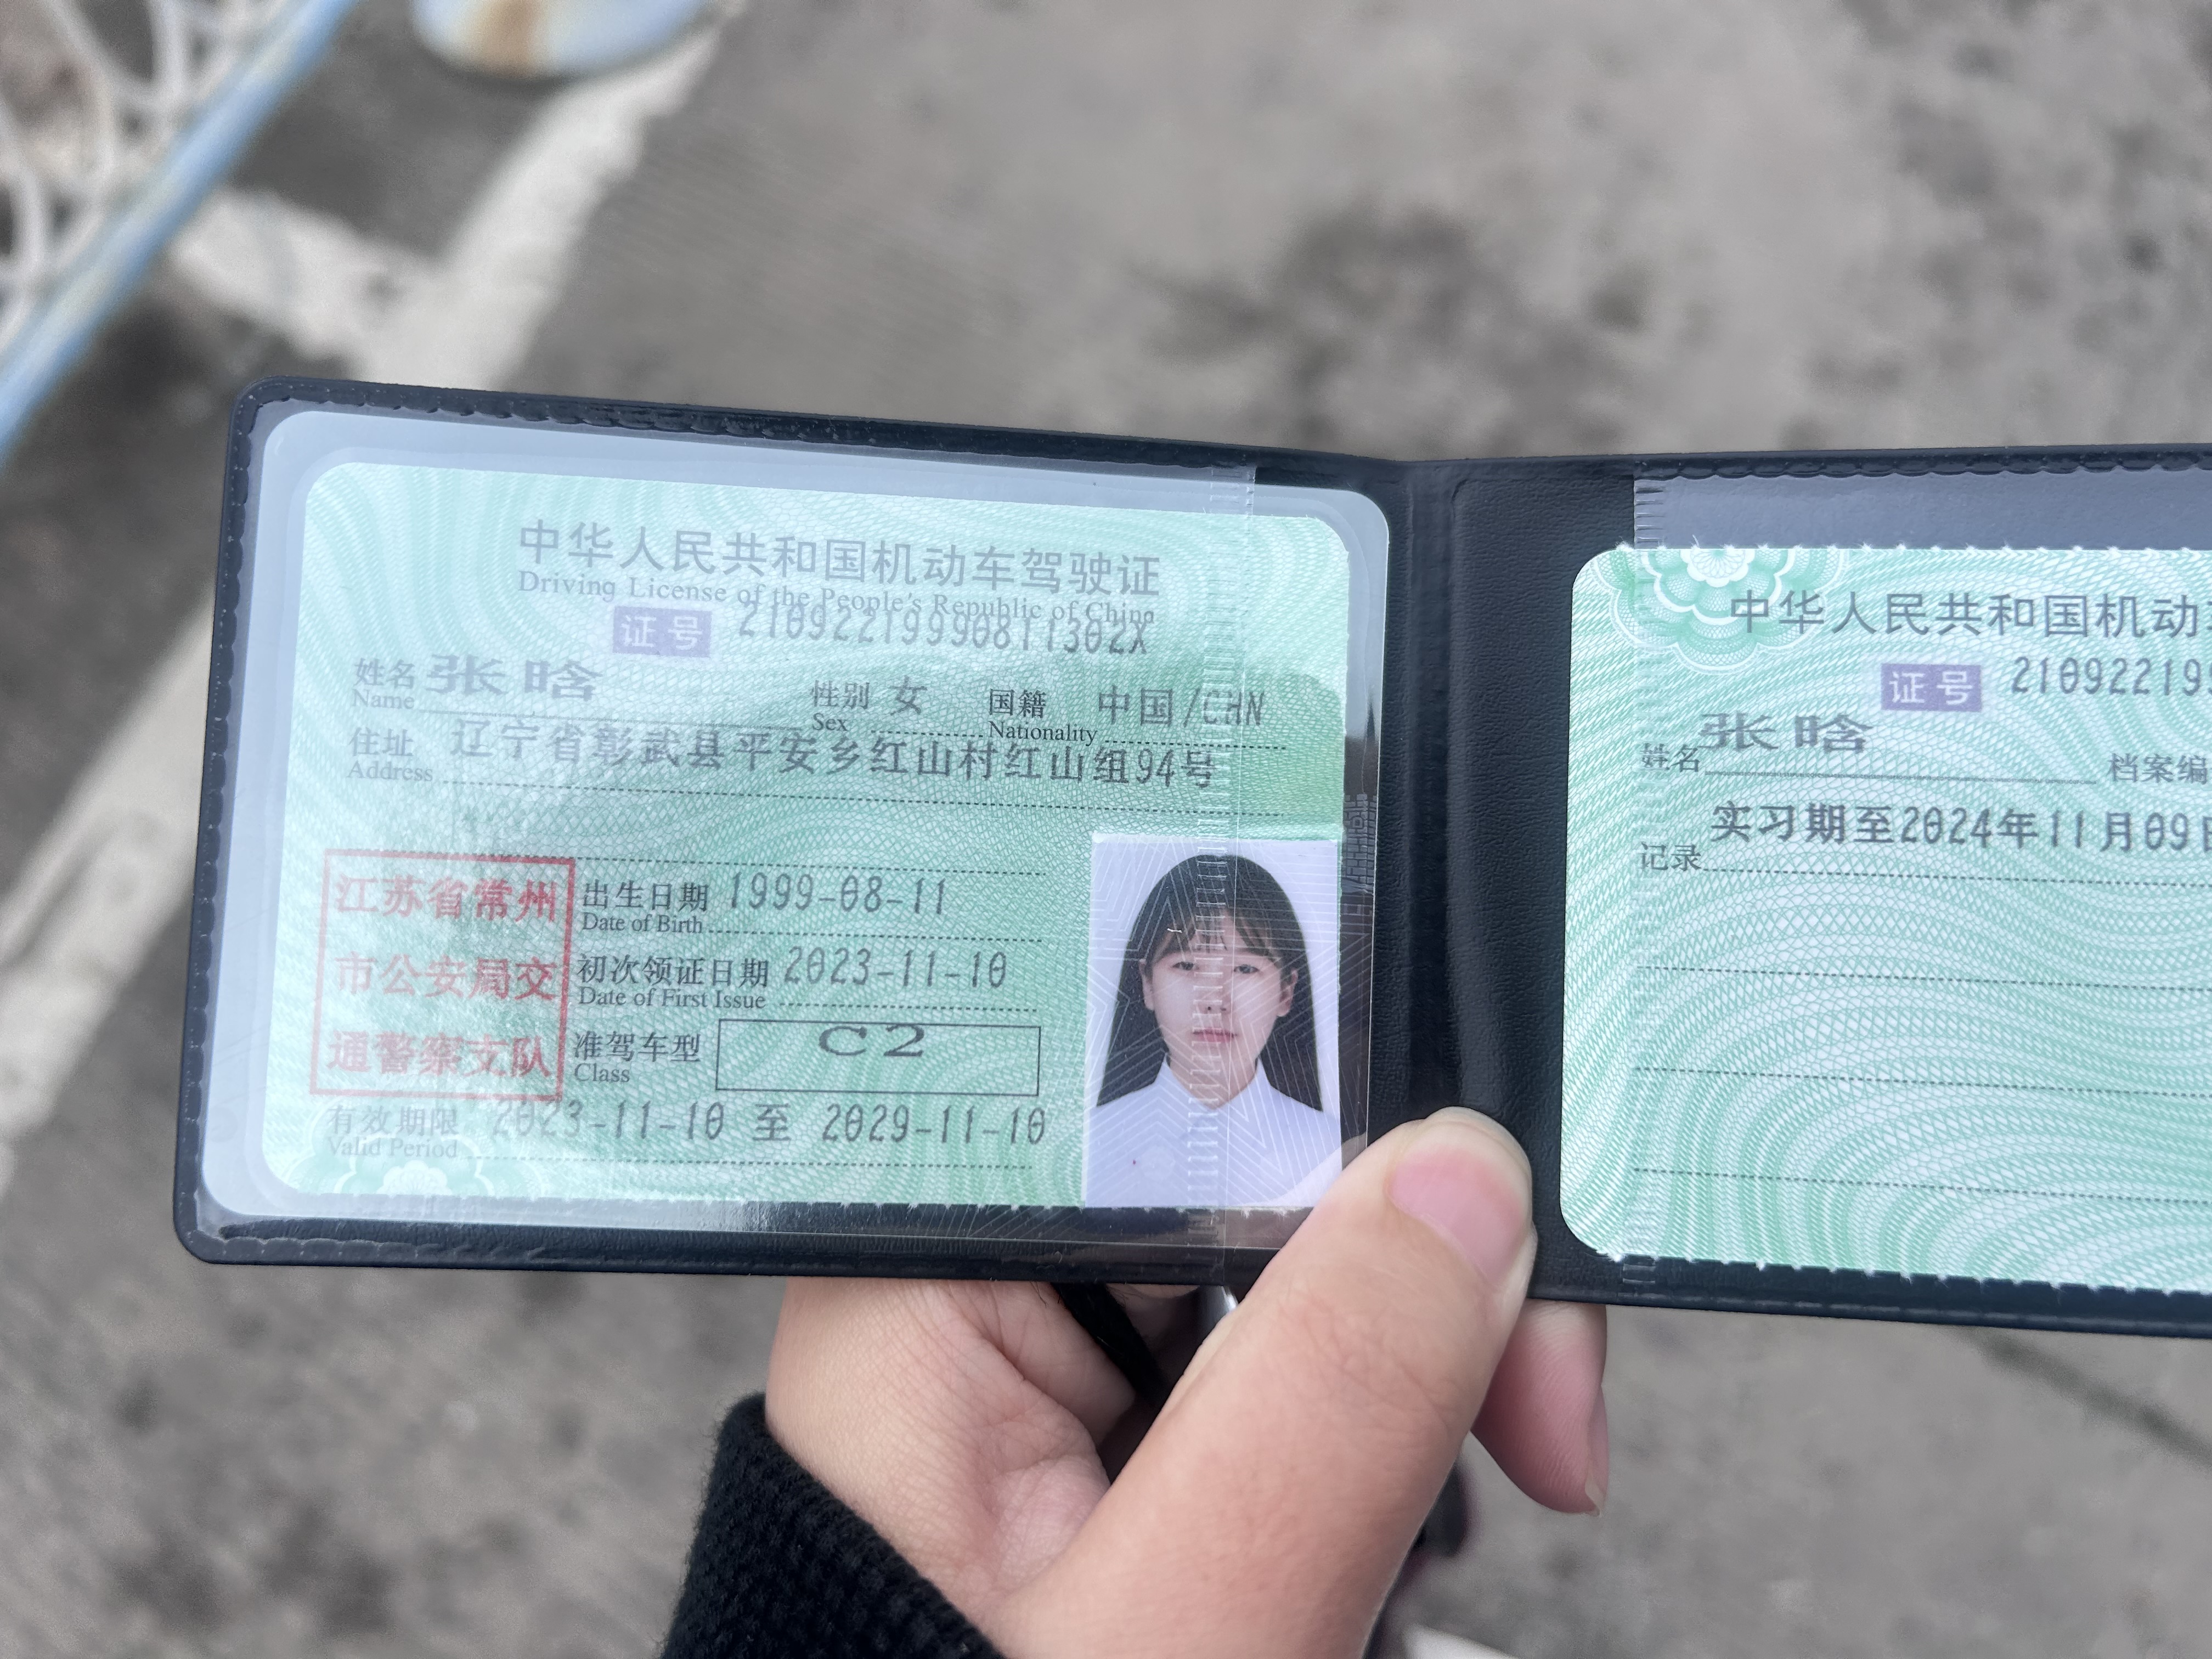 中华人民共和国机动车驾驶证
Driving License of the People's Republic of China
证号 21092219990811302X
姓名 张晗 性别 女 国籍 中国/CHN
Name Sex Nationality
住址 辽宁省彰武县平安乡红山村红山组94号
Address
江苏省常州
市公安局交
通警察支队
出生日期 1999-08-11
Date of Birth
初次领证日期 2023-11-10
Date of First Issue
准驾车型 C2
Class
有效期限 2023-11-10 至 2029-11-10
Valid Period
中华人民共和国机动
证号 21092219
姓名 张晗 档案编
实习期至2024年11月09日
记录